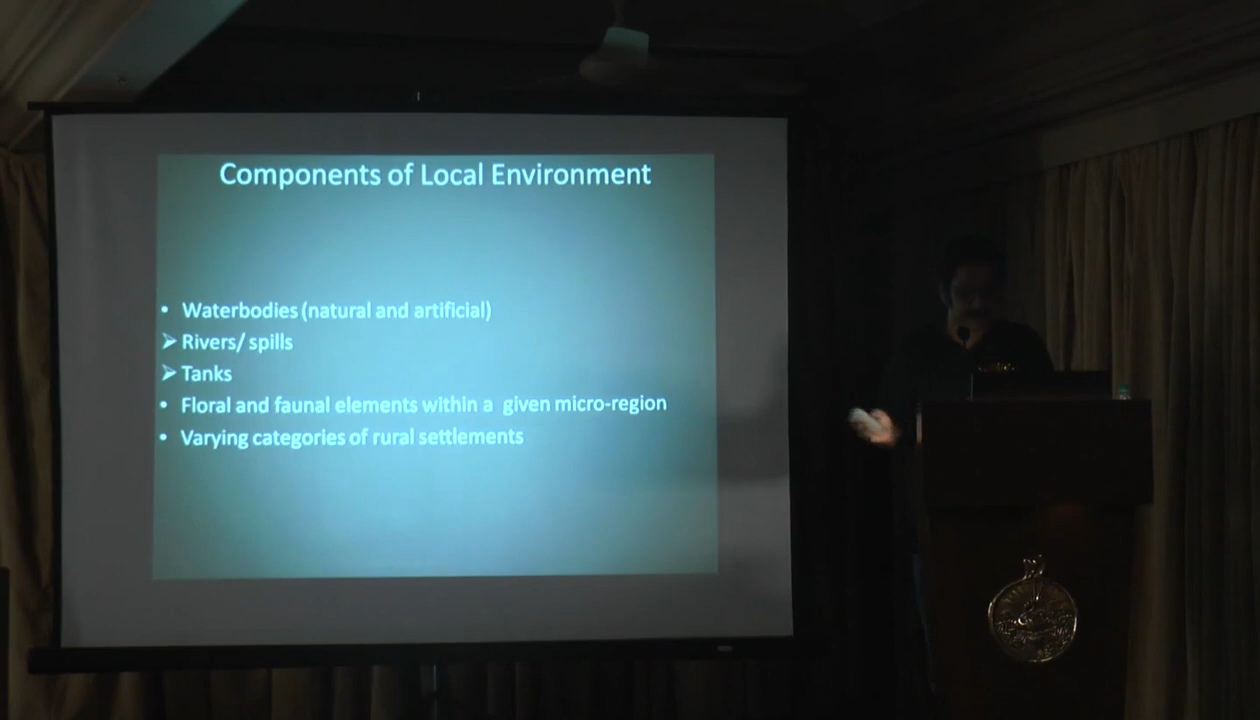 Components of Local Environment
• Waterbodies (natural and artificial)
➢ Rivers/ spills
➢ Tanks
• Floral and faunal elements within a given micro-region
• Varying categories of rural settlements